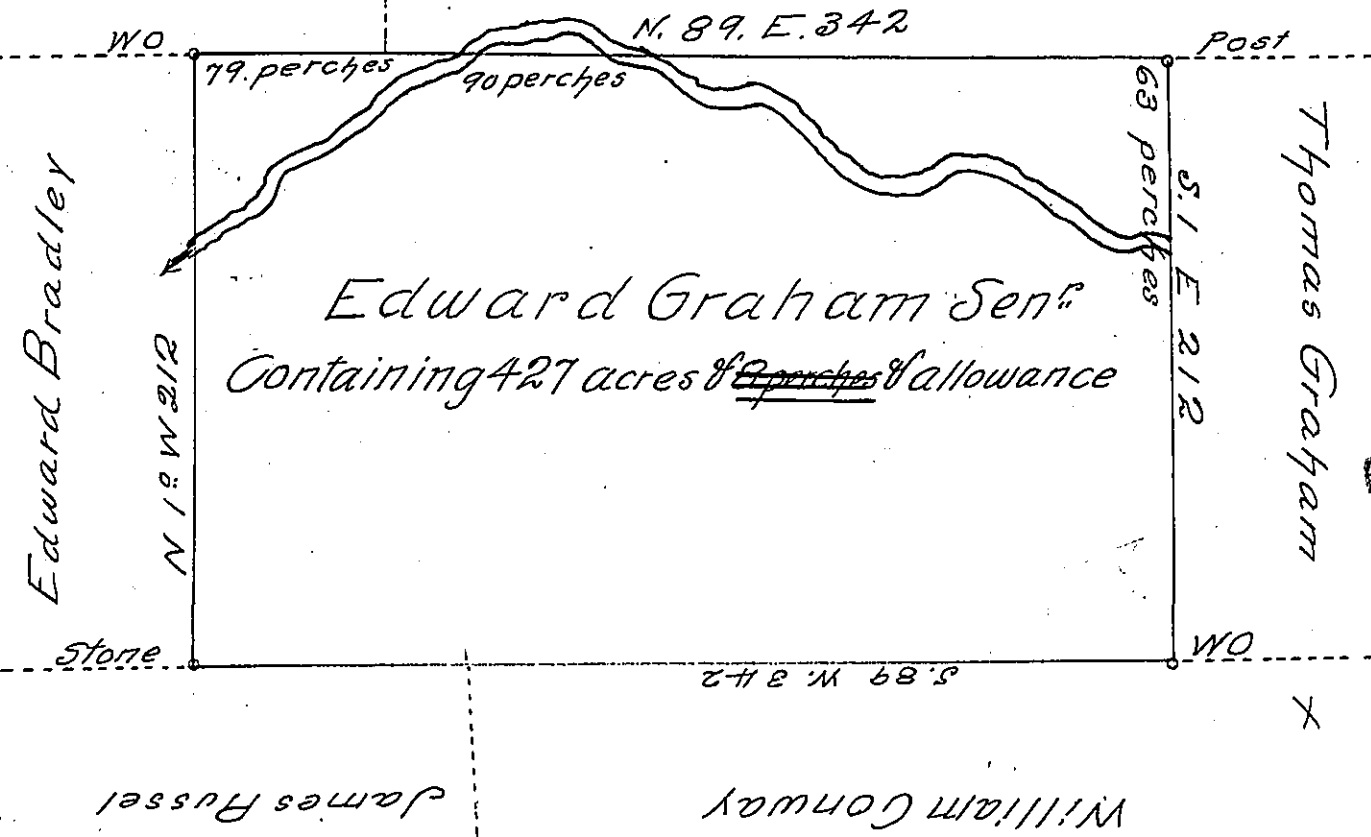 N. 89. E. 342
WO
Post
79. perches
90 perches
63 perches
S. 1 E 212
Thomas Graham
Edward Bradley
N 1° W 212
Edward Graham Senr
Containing 427 acres & & allowance
Stone
WO
S. 89 W. 342
X
James Russel
William Conway